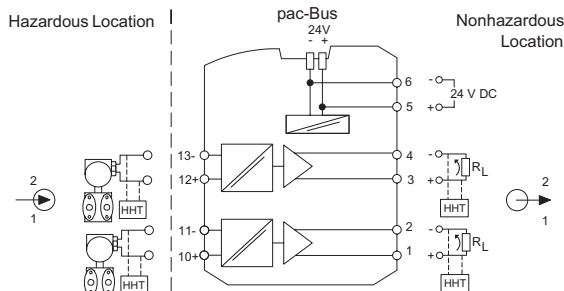 Hazardous Location
pac-Bus
24V
- +
Nonhazardous
Location
6
-
24 V DC
5
+
13-
4
-
RL
12+
3
+
HHT
HHT
2
1
2
1
11-
2
-
RL
10+
1
+
HHT
HHT